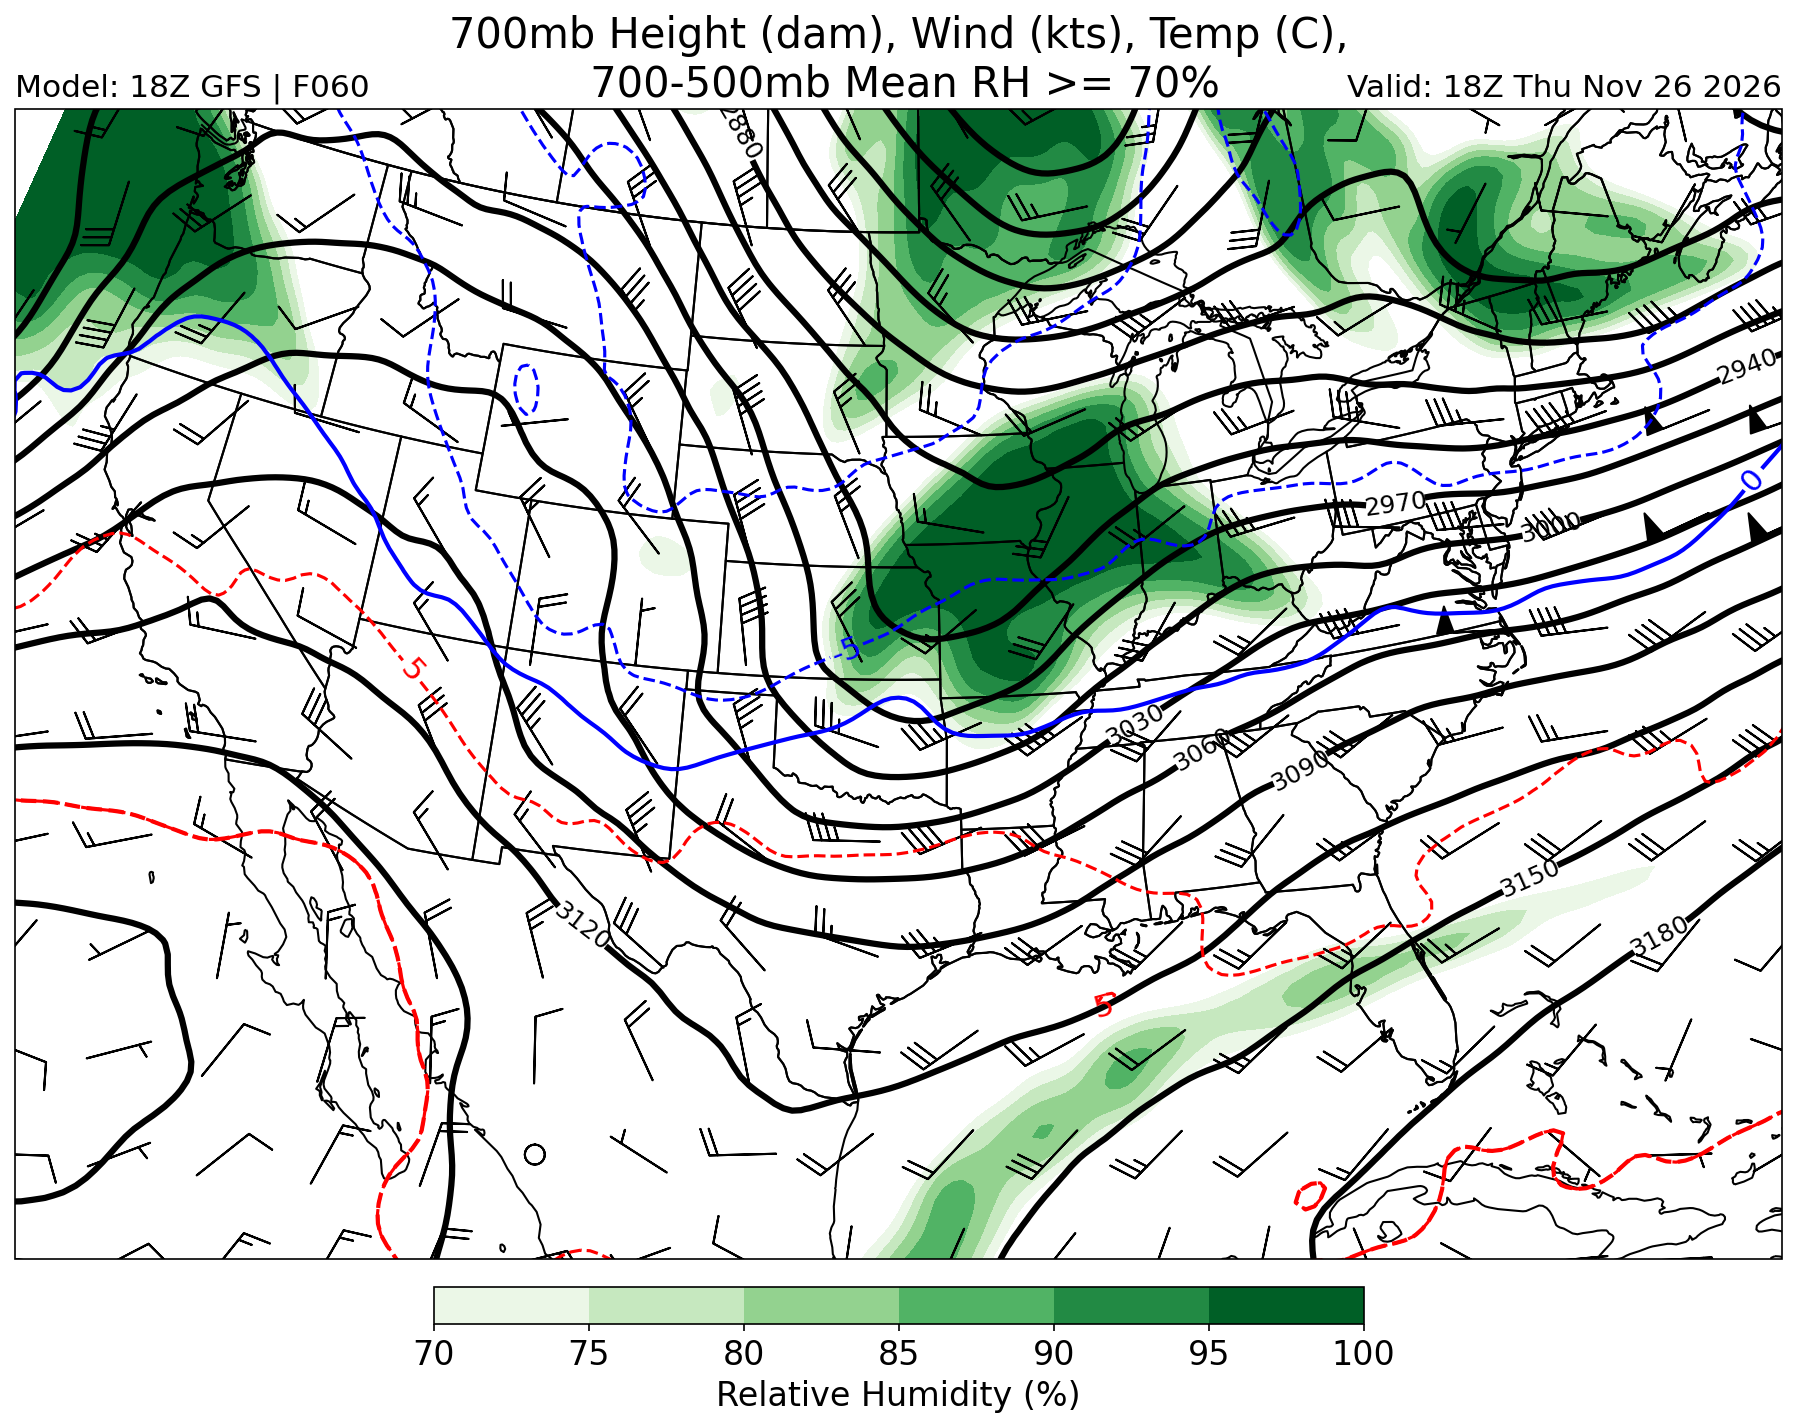 700mb Height (dam), Wind (kts), Temp (C),
700-500mb Mean RH >= 70%
Model: 18Z GFS | F060
Valid: 18Z Thu Nov 26 2026
2880
2940
0
2970
3000
-5
5
3030
3060
3090
3150
3120
3180
5
70 75 80 85 90 95 100
Relative Humidity (%)